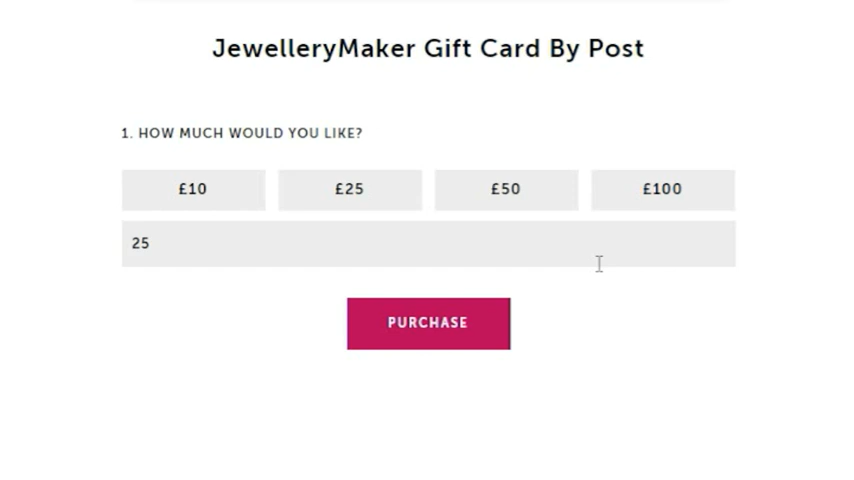 JewelleryMaker Gift Card By Post
1. HOW MUCH WOULD YOU LIKE?
£10 £25 £50 £100
25
PURCHASE